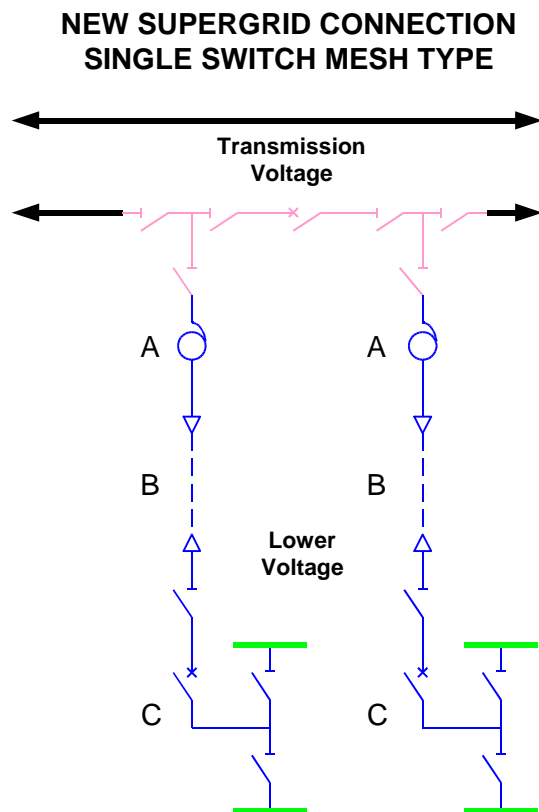 NEW SUPERGRID CONNECTION
SINGLE SWITCH MESH TYPE
Transmission
Voltage
A
A
B
B
Lower
Voltage
C
C